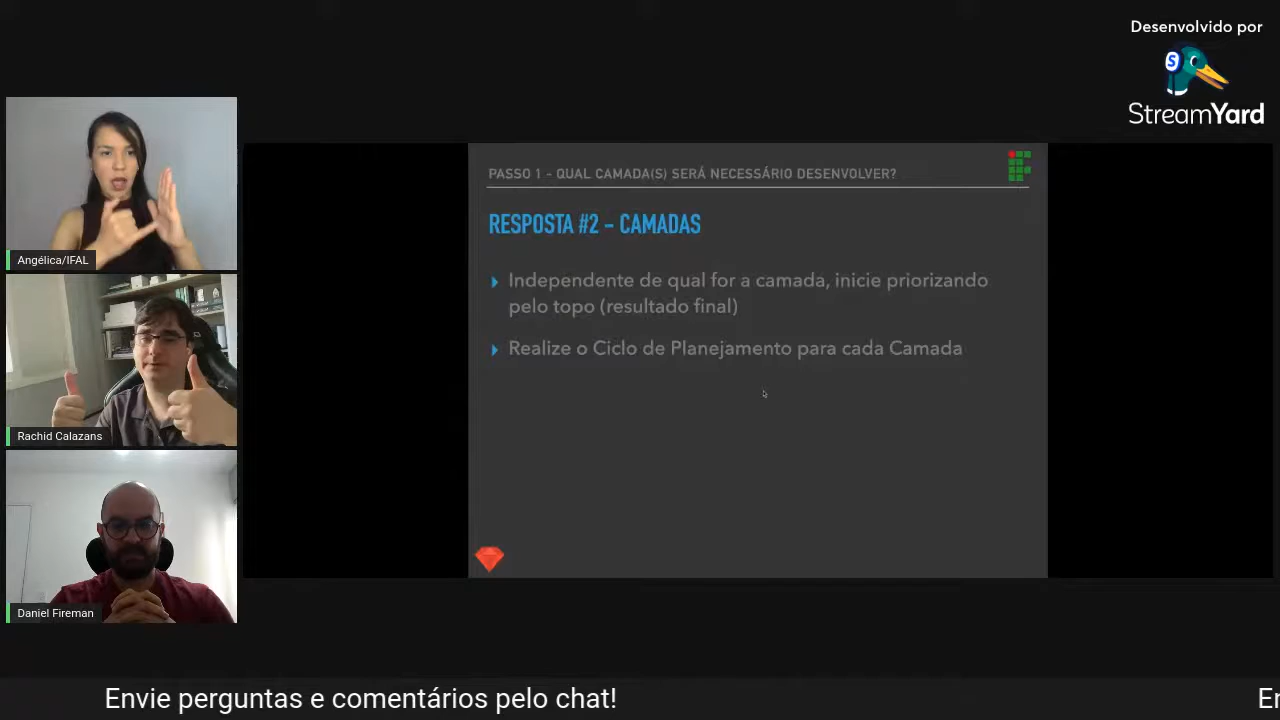 Desenvolvido por
StreamYard
Angélica/IFAL
Rachid Calazans
Daniel Fireman
PASSO 1 - QUAL CAMADA(S) SERÁ NECESSÁRIO DESENVOLVER?
RESPOSTA #2 - CAMADAS
Independente de qual for a camada, inicie priorizando
pelo topo (resultado final)
Realize o Ciclo de Planejamento para cada Camada
Envie perguntas e comentários pelo chat!